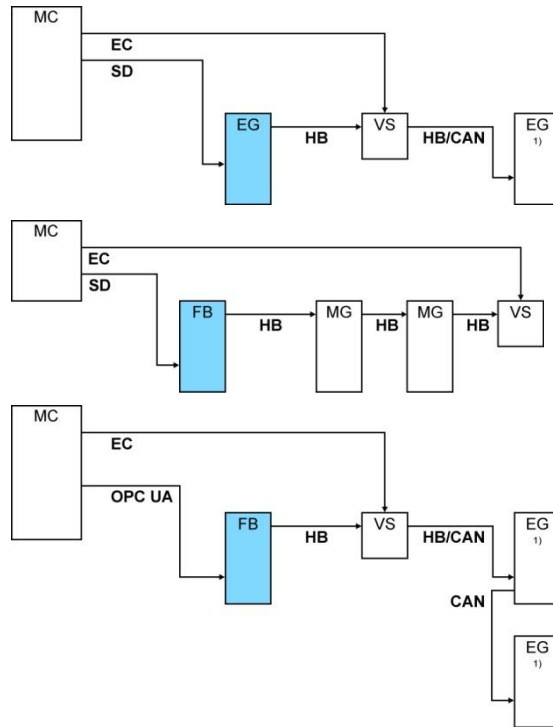 MC
EC
SD
EG
HB
VS
HB/CAN
EG
1)
MC
EC
SD
FB
HB
MG
HB
MG
HB
VS
MC
EC
OPC UA
FB
HB
VS
HB/CAN
EG
1)
CAN
EG
1)